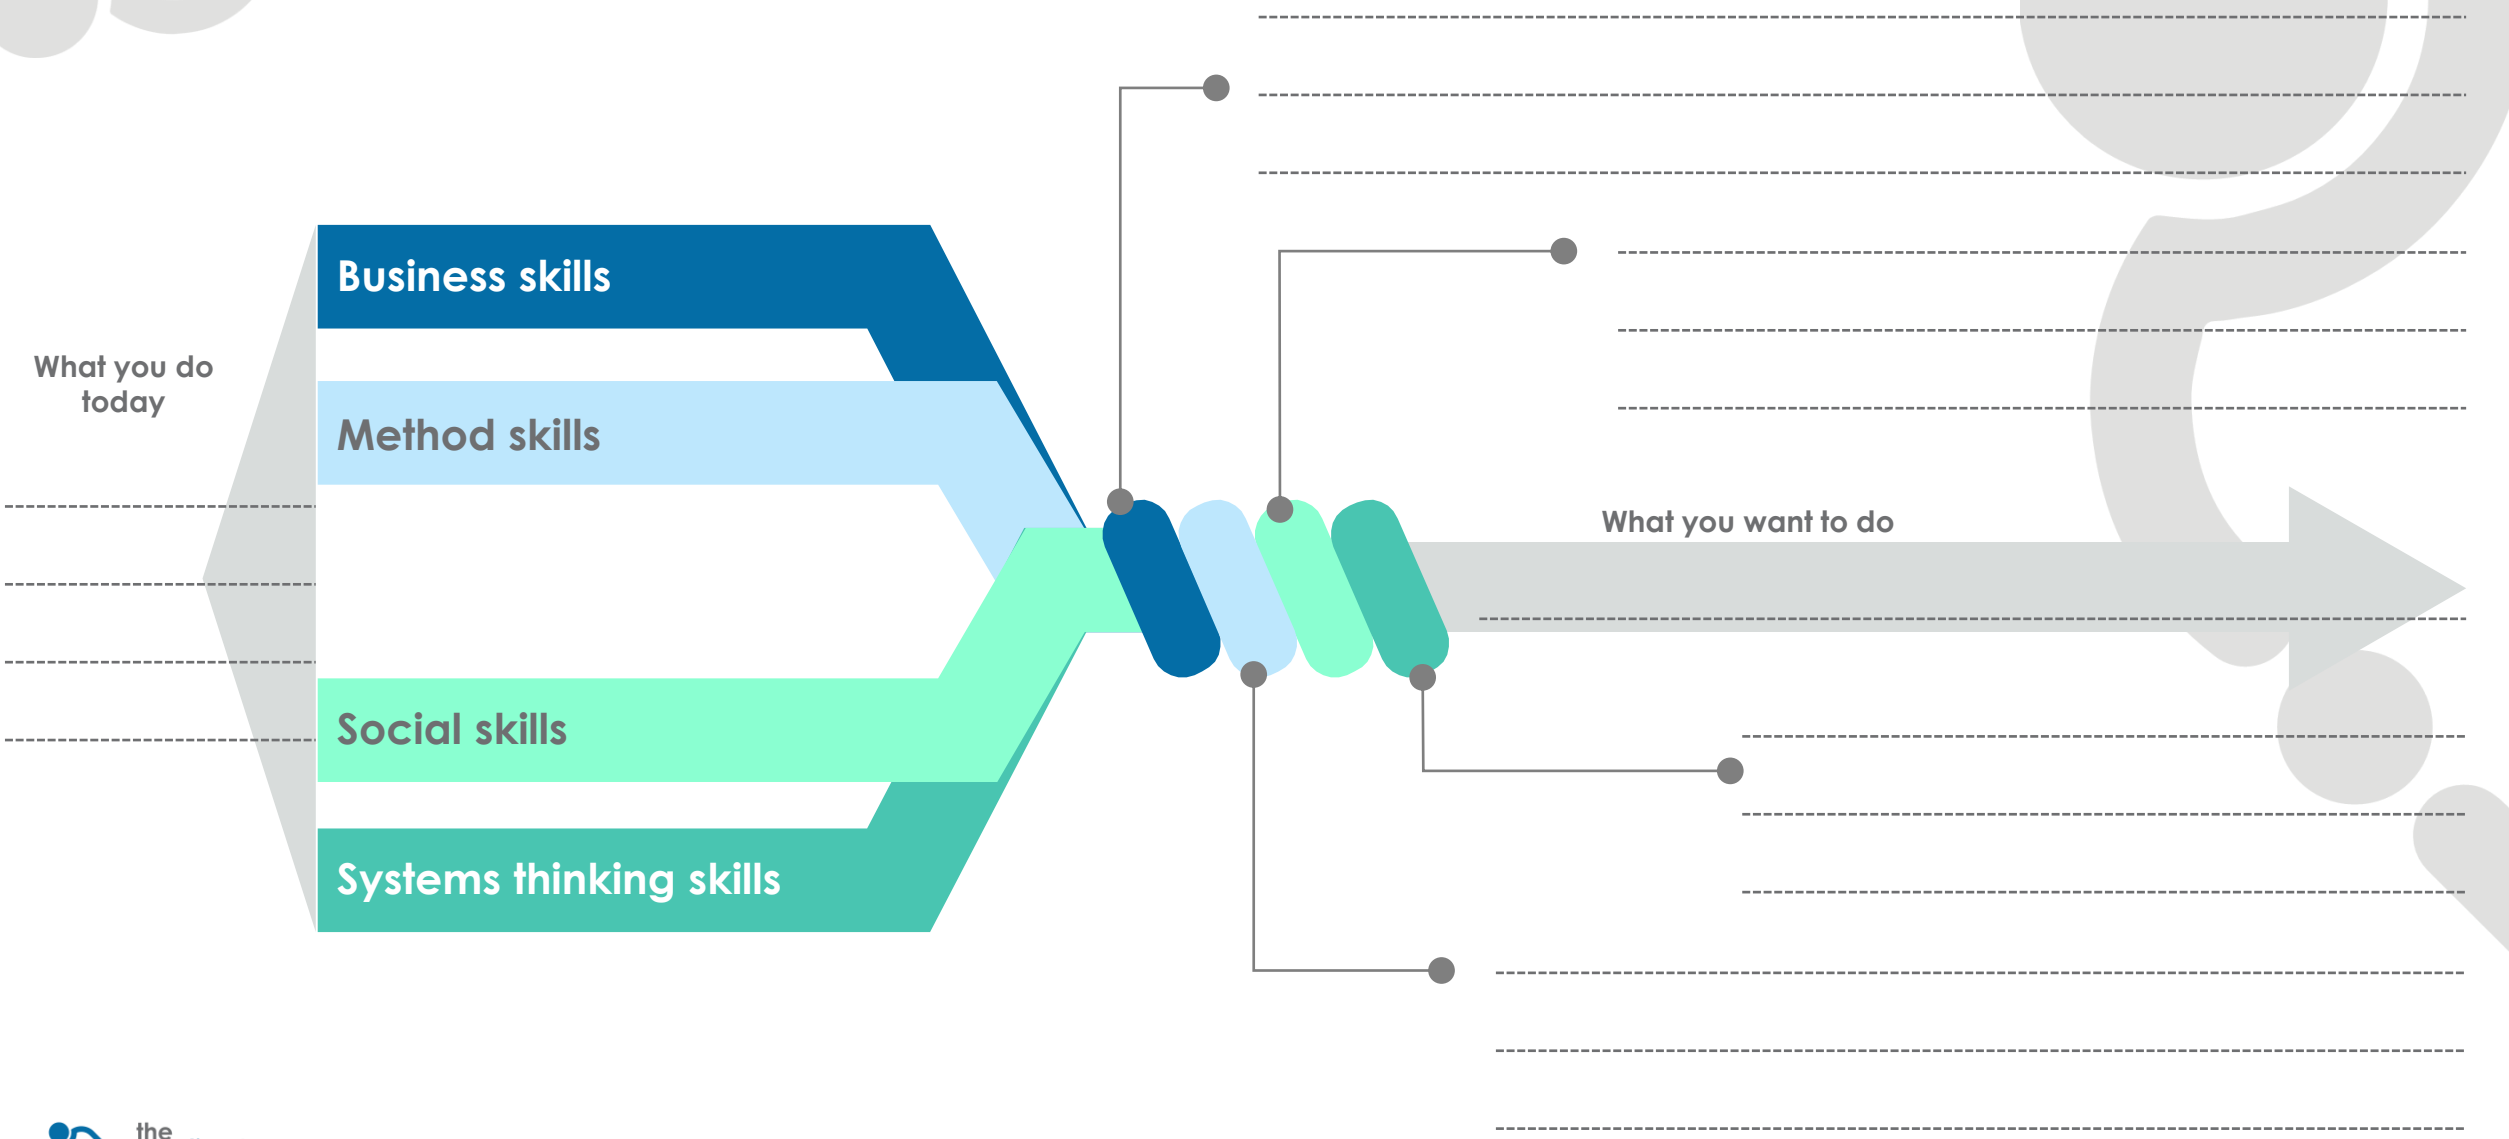 Business skills
What you do
today
Method skills
What you want to do
Social skills
Systems thinking skills
the